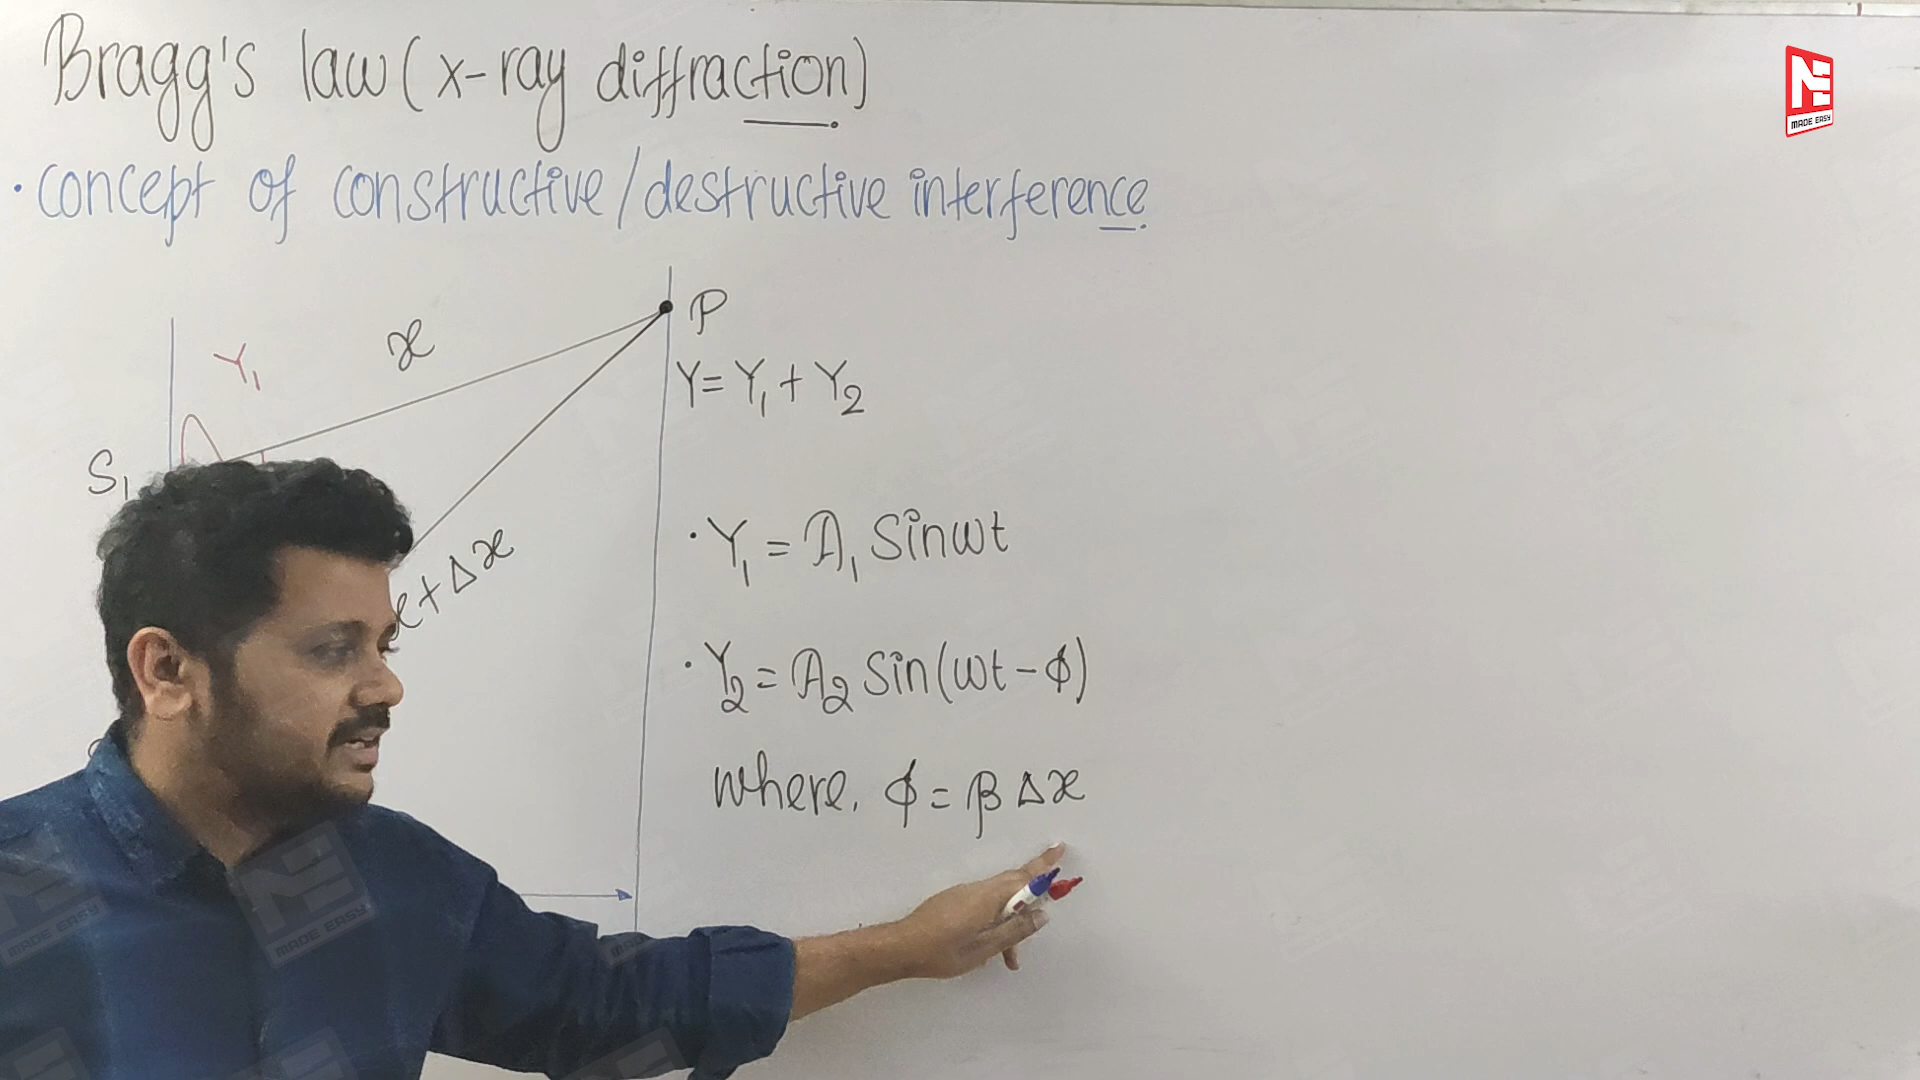 Bragg's law (x-ray diffraction)
• concept of constructive/destructive interference
P
x
Y₁
Y = Y₁ + Y₂
S₁
• Y₁ = A₁ Sinωt
x + Δx
• Y₂ = A₂ Sin(ωt - ϕ)
where, ϕ = β Δx
MADE EASY